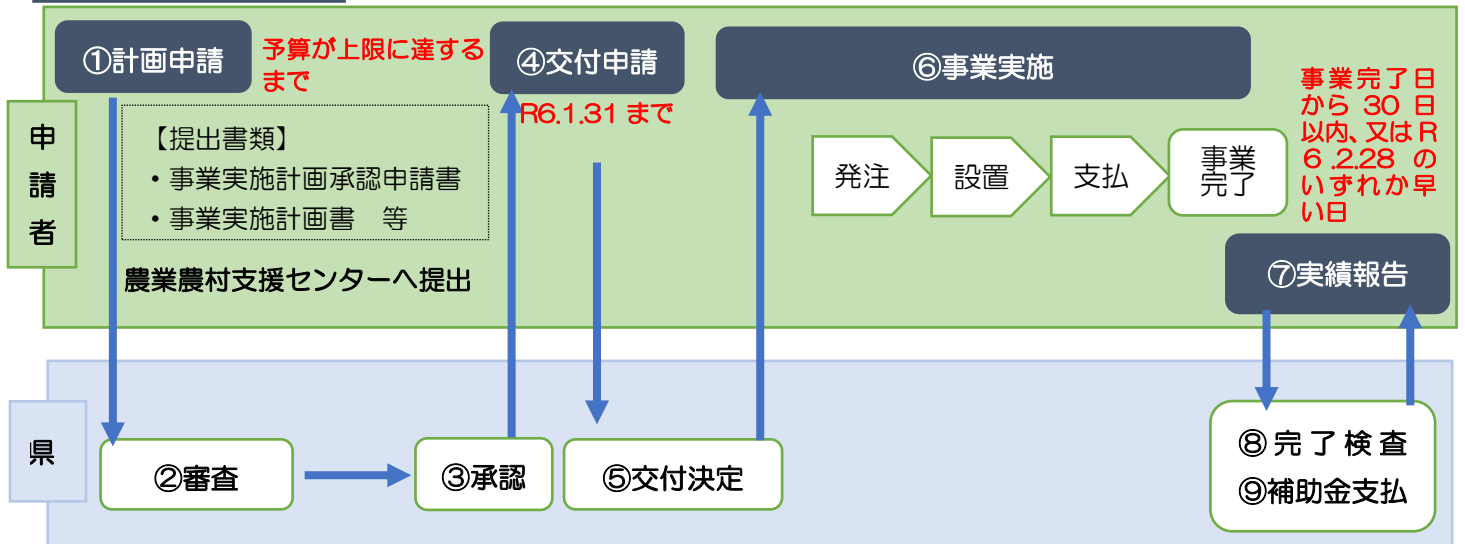 ①計画申請
予算が上限に達する
まで
④交付申請
R6.1.31 まで
⑥事業実施
事業完了日
から 30 日
以内、又はR
6.2.28 の
いずれか早
い日
申請者
【提出書類】
・事業実施計画承認申請書
・事業実施計画書　等
農業農村支援センターへ提出
発注
設置
支払
事業
完了
⑦実績報告
県
②審査
③承認
⑤交付決定
⑧完了検査
⑨補助金支払